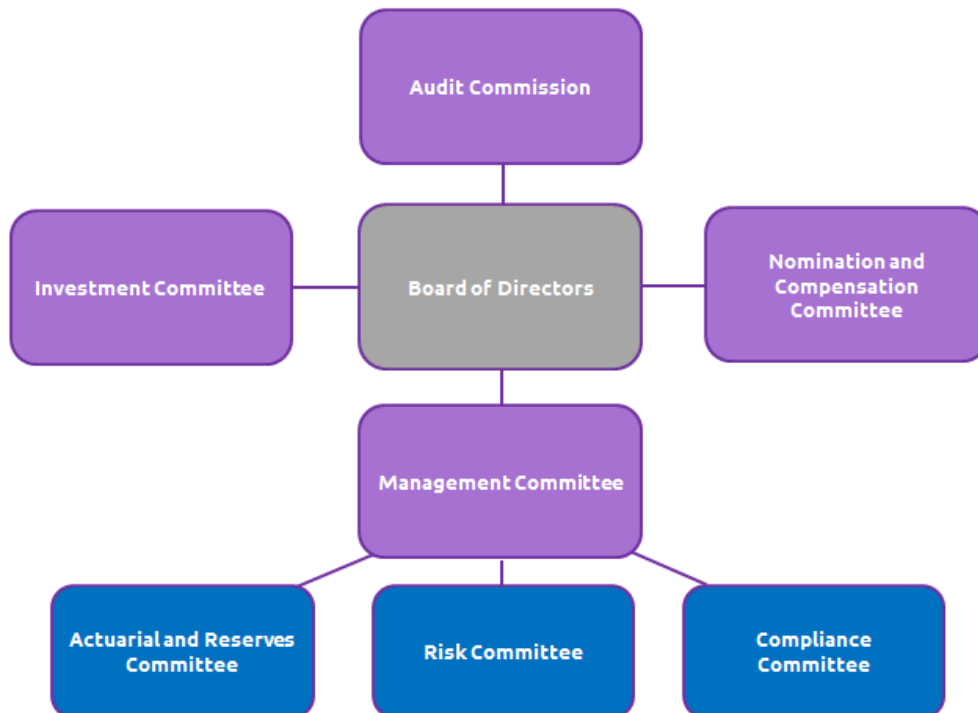 Audit Commission
Investment Committee
Board of Directors
Nomination and
Compensation
Committee
Management Committee
Actuarial and Reserves
Committee
Risk Committee
Compliance
Committee